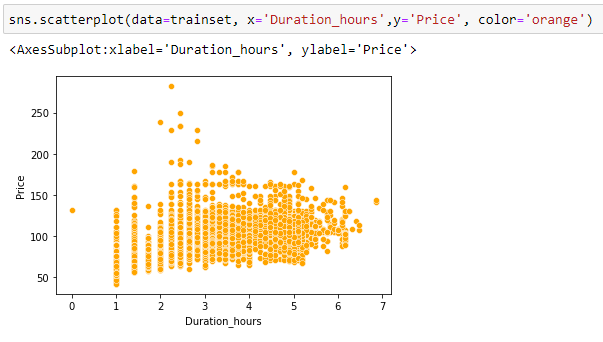 sns.scatterplot(data=trainset, x='Duration_hours',y='Price', color='orange')
<AxesSubplot:xlabel='Duration_hours', ylabel='Price'>
250
200
150
100
50
Price
0 1 2 3 4 5 6 7
Duration_hours